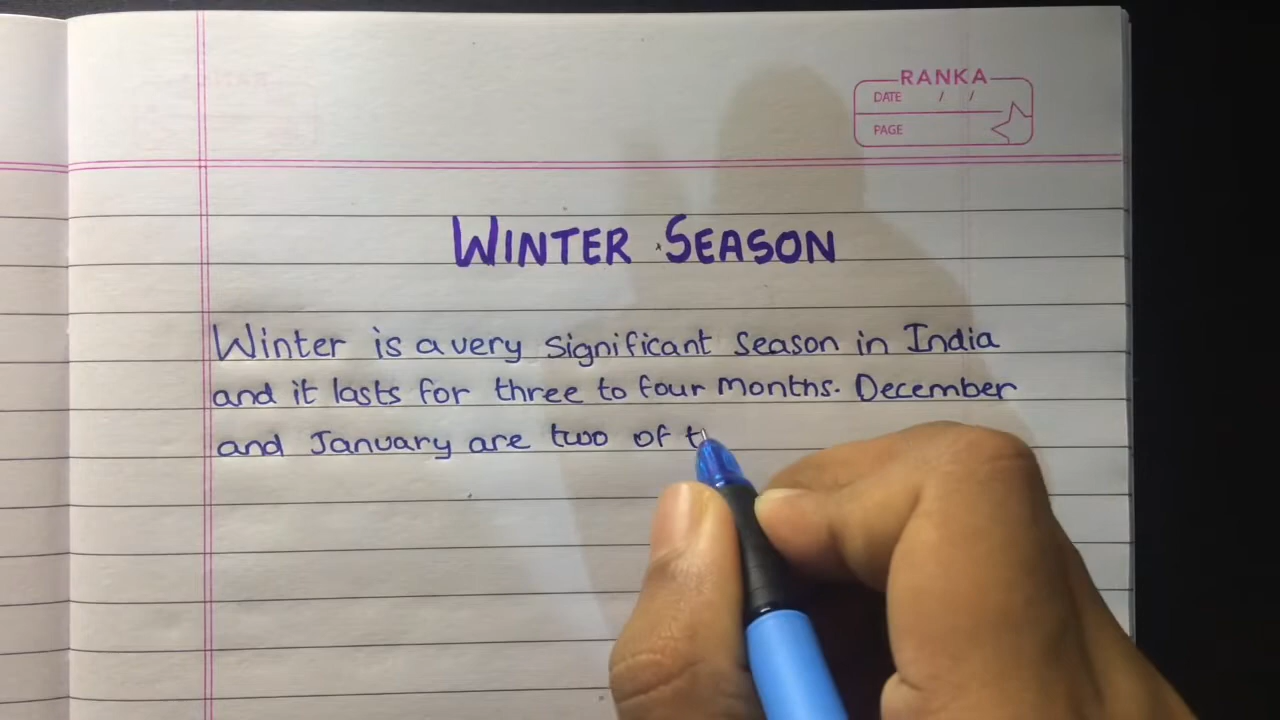 RANKA
DATE / /
PAGE
WINTER SEASON
Winter is a very significant season in India
and it lasts for three to four months. December
and January are two of t